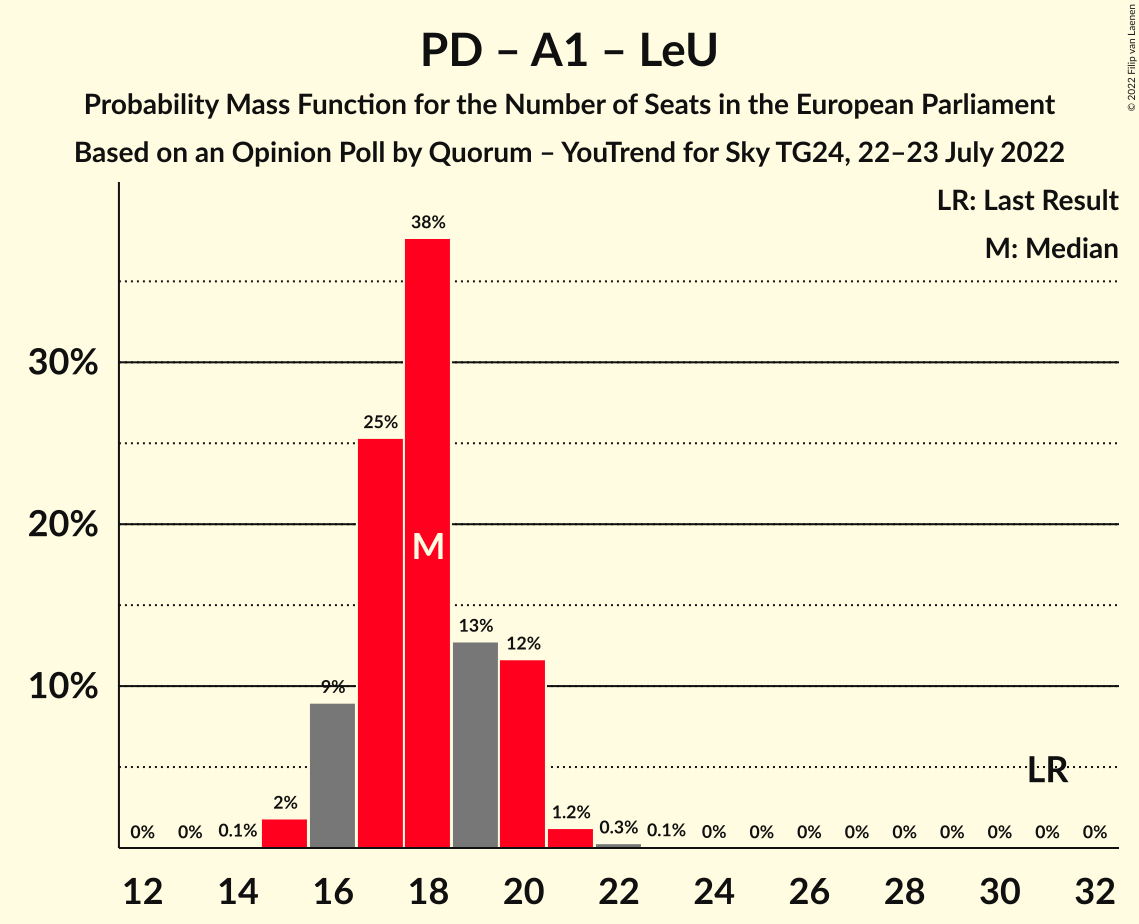 PD – A1 – LeU
Probability Mass Function for the Number of Seats in the European Parliament
Based on an Opinion Poll by Quorum – YouTrend for Sky TG24, 22–23 July 2022
© 2022 Filip van Laenen
LR: Last Result
M: Median
38%
30%
25%
20%
M
13%
12%
10%
9%
LR
2%
1.2%
0% 0% 0.1% 0.3% 0.1% 0% 0% 0% 0% 0% 0% 0% 0% 0%
12 14 16 18 20 22 24 26 28 30 32